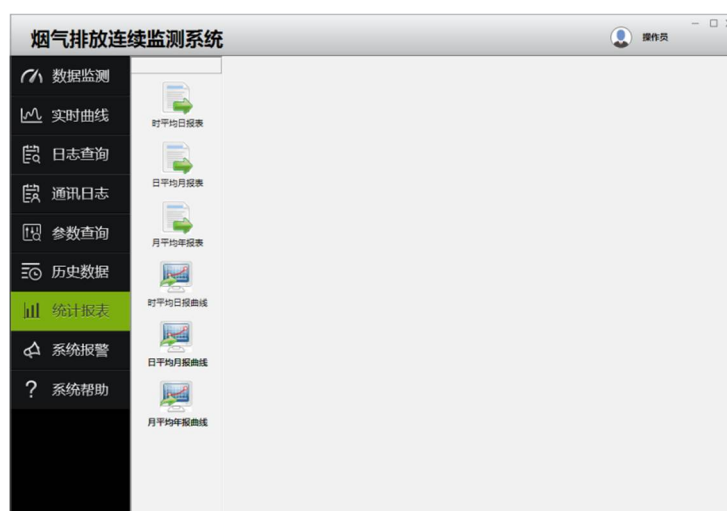 烟气排放连续监测系统
操作员
数据监测
实时曲线
日志查询
通讯日志
参数查询
历史数据
统计报表
系统报警
系统帮助
时平均日报表
日平均月报表
月平均年报表
时平均日报曲线
日平均月报曲线
月平均年报曲线